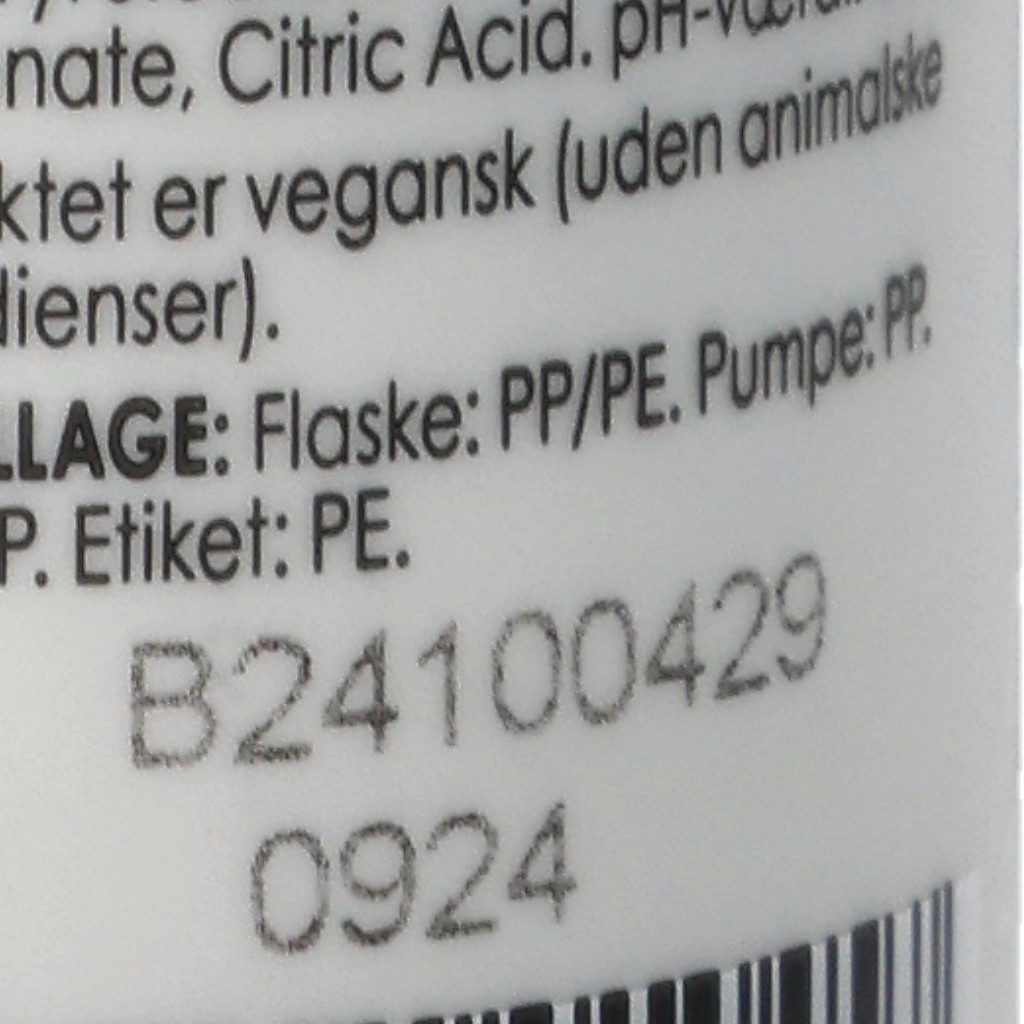 nate, Citric Acid.
ktet er vegansk (uden animalske
dienser).
LLAGE: Flaske: PP/PE. Pumpe: PP.
P. Etiket: PE.
B24100429
0924